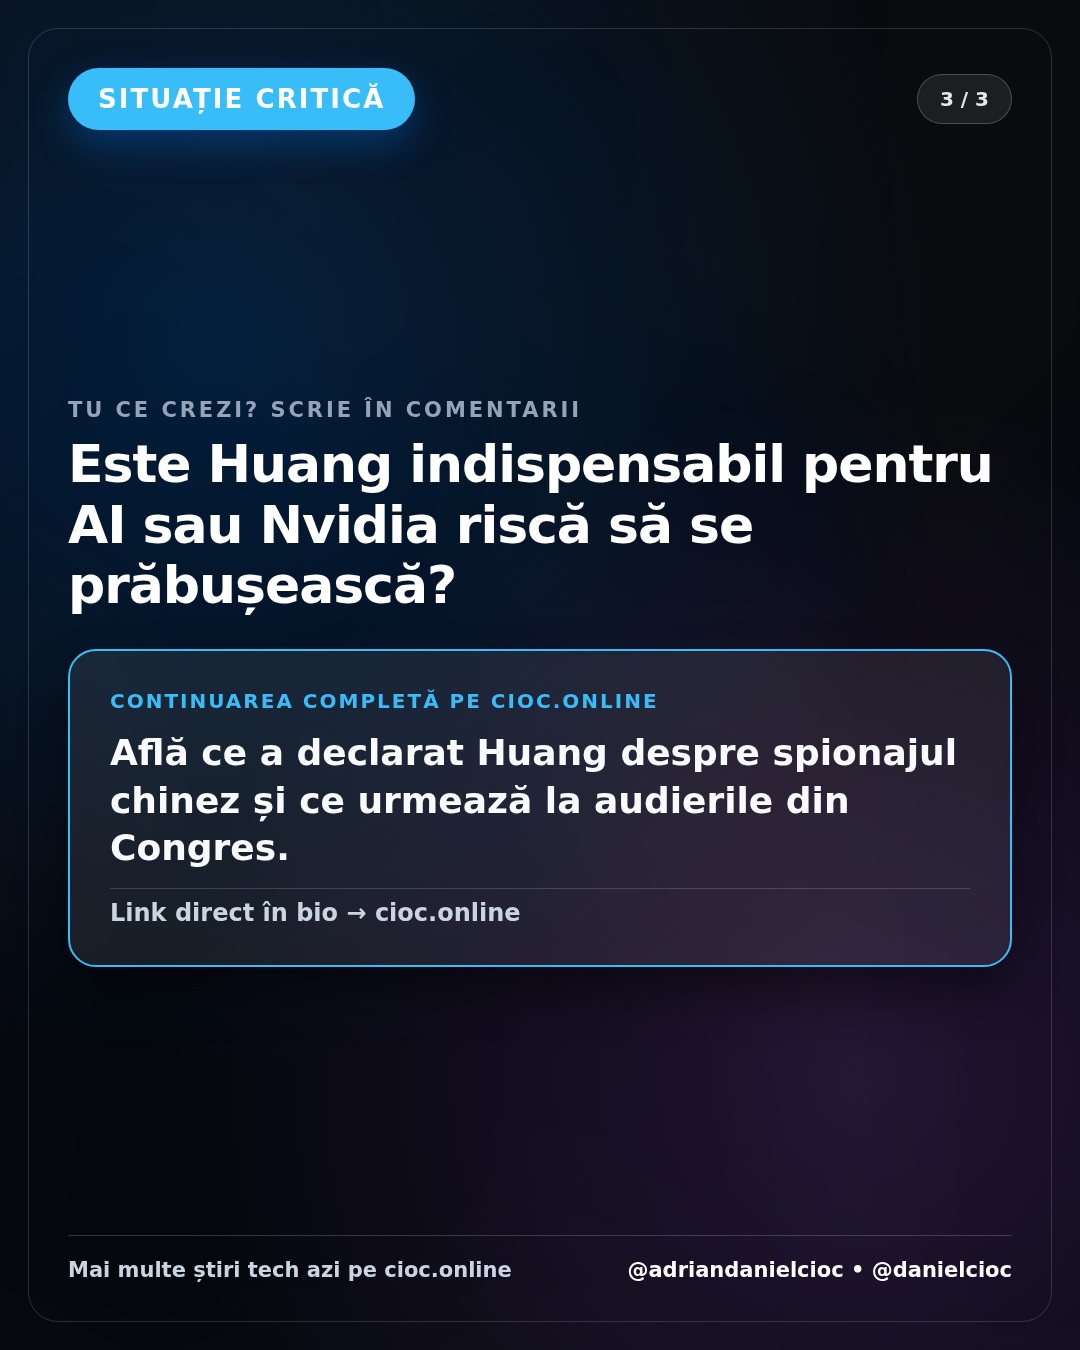 SITUAȚIE CRITICĂ
3 / 3
TU CE CREZI? SCRIE ÎN COMENTARII
Este Huang indispensabil pentru
AI sau Nvidia riscă să se
prăbușească?
CONTINUAREA COMPLETĂ PE CIOC.ONLINE
Află ce a declarat Huang despre spionajul
chinez și ce urmează la audierile din
Congres.
Link direct în bio → cioc.online
Mai multe știri tech azi pe cioc.online
@adriandanielcioc • @danielcioc